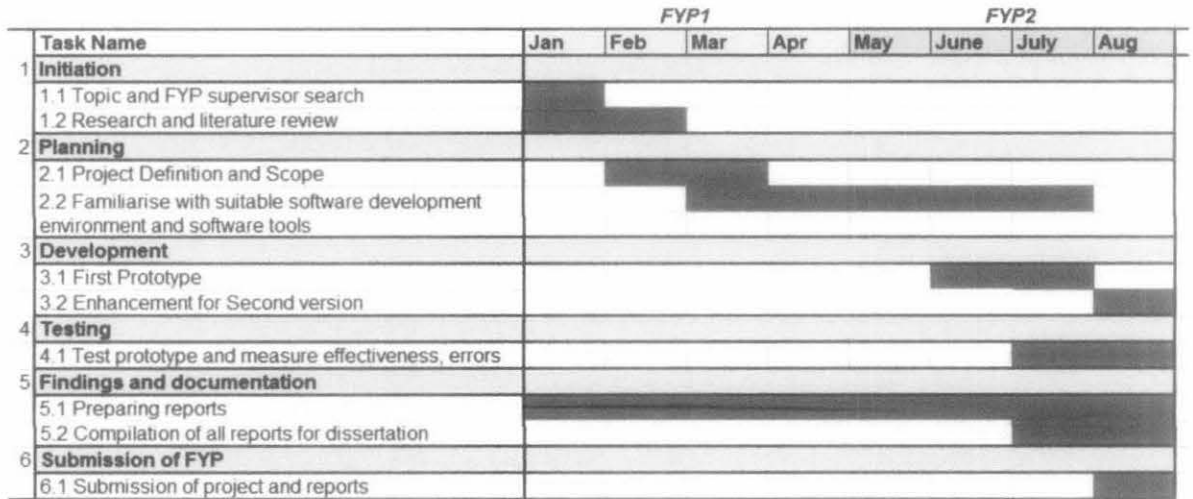 FYP1 FYP2
Task Name Jan Feb Mar Apr May June July Aug
1 Initiation
1.1 Topic and FYP supervisor search
1.2 Research and literature review
2 Planning
2.1 Project Definition and Scope
2.2 Familiarise with suitable software development
environment and software tools
3 Development
3.1 First Prototype
3.2 Enhancement for Second version
4 Testing
4.1 Test prototype and measure effectiveness, errors
5 Findings and documentation
5.1 Preparing reports
5.2 Compilation of all reports for dissertation
6 Submission of FYP
6.1 Submission of project and reports